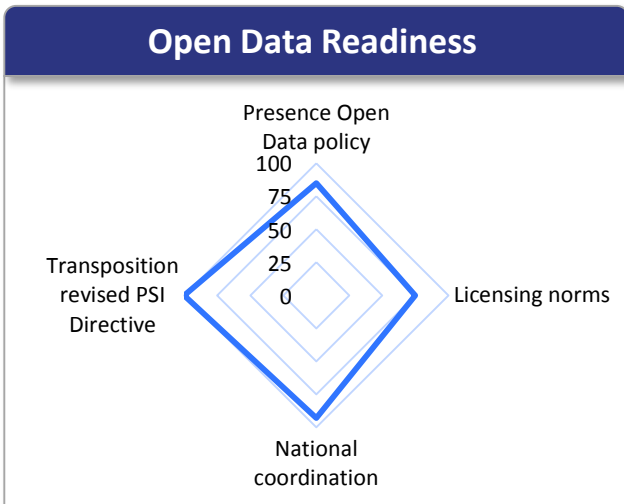 Open Data Readiness
Presence Open
Data policy
100
75
50
25
0
Transposition
revised PSI
Directive
Licensing norms
National
coordination